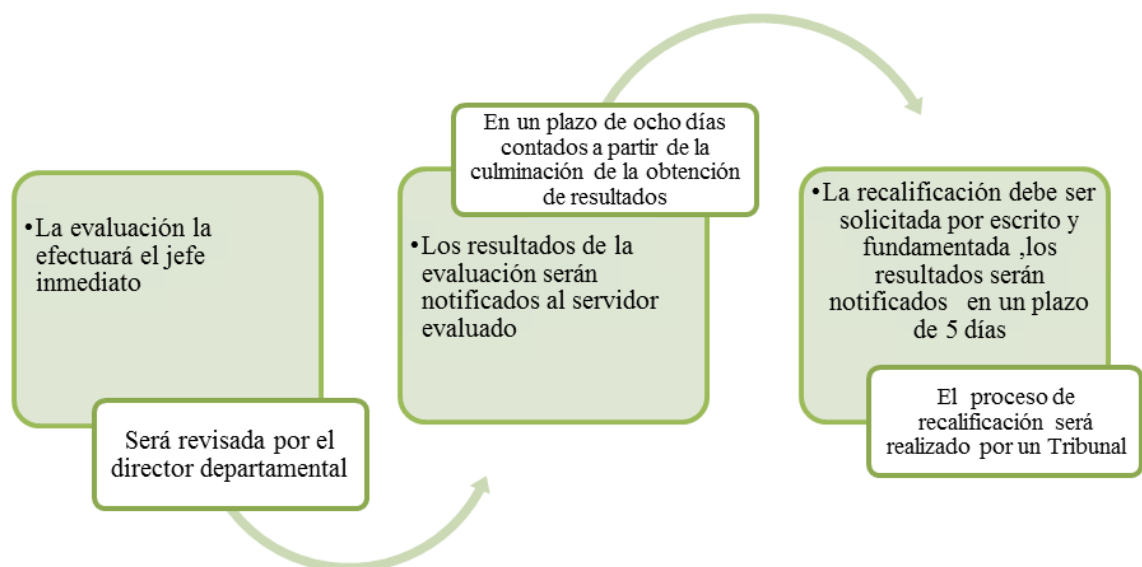 •La evaluación la
efectuará el jefe
inmediato
Será revisada por el
director departamental
En un plazo de ocho días
contados a partir de la
culminación de la obtención
de resultados
•Los resultados de la
evaluación serán
notificados al servidor
evaluado
•La recalificación debe ser
solicitada por escrito y
fundamentada ,los
resultados serán
notificados en un plazo
de 5 días
El proceso de
recalificación será
realizado por un Tribunal